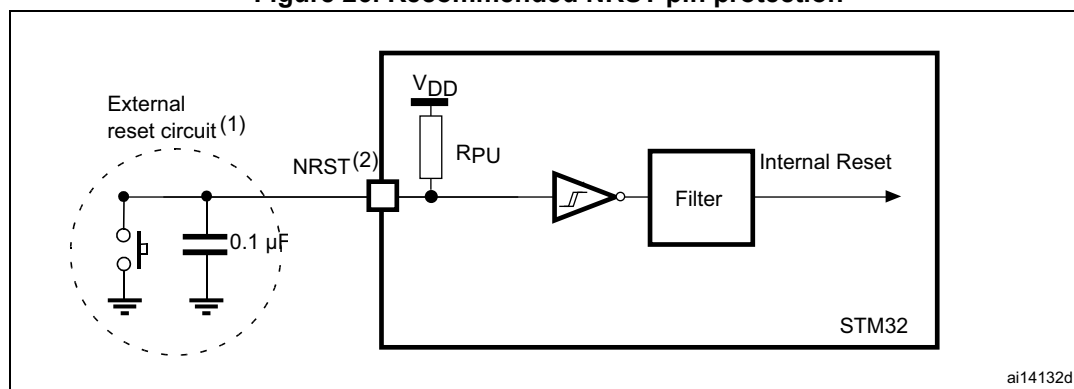 External
reset circuit(1)
VDD
NRST(2)
RPU
Internal Reset
Filter
0.1 µF
STM32
ai14132d